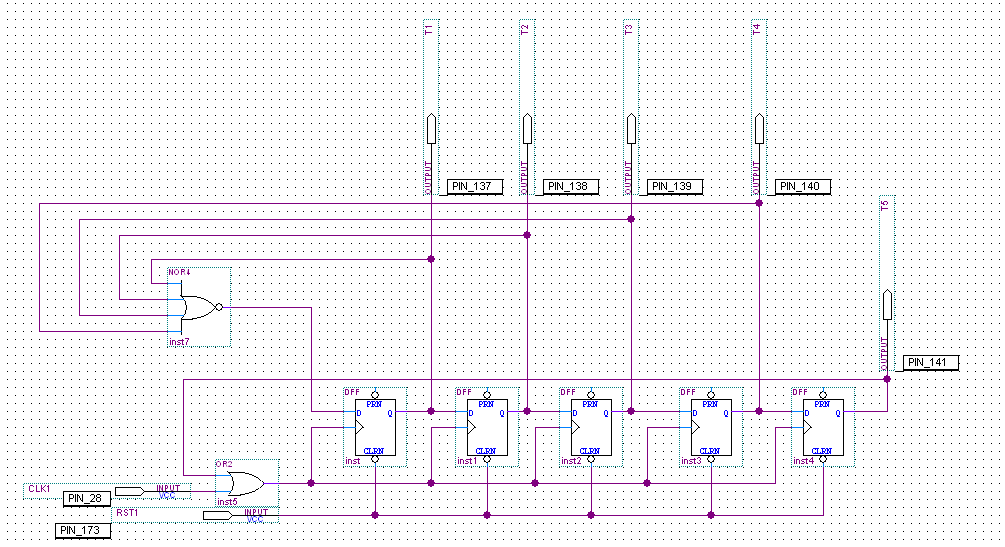 T1
T2
T3
T4
OUTPUT
OUTPUT
OUTPUT
OUTPUT
PIN_137
PIN_138
PIN_139
PIN_140
T5
NOR4
inst7
OUTPUT
PIN_141
DFF
DFF
DFF
DFF
DFF
PRN
PRN
PRN
PRN
PRN
D Q
D Q
D Q
D Q
D Q
CLRN
CLRN
CLRN
CLRN
CLRN
inst
inst1
inst2
inst3
inst4
OR2
inst5
CLK1
INPUT
VCC
PIN_28
RST1
INPUT
VCC
PIN_173